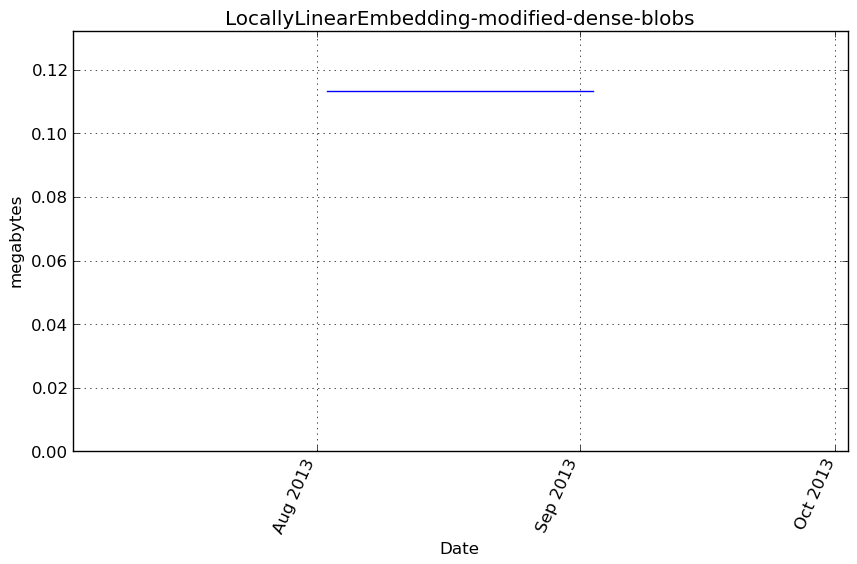 LocallyLinearEmbedding-modified-dense-blobs
0.12
0.10
0.08
0.06
0.04
0.02
0.00
megabytes
Aug 2013
Sep 2013
Oct 2013
Date